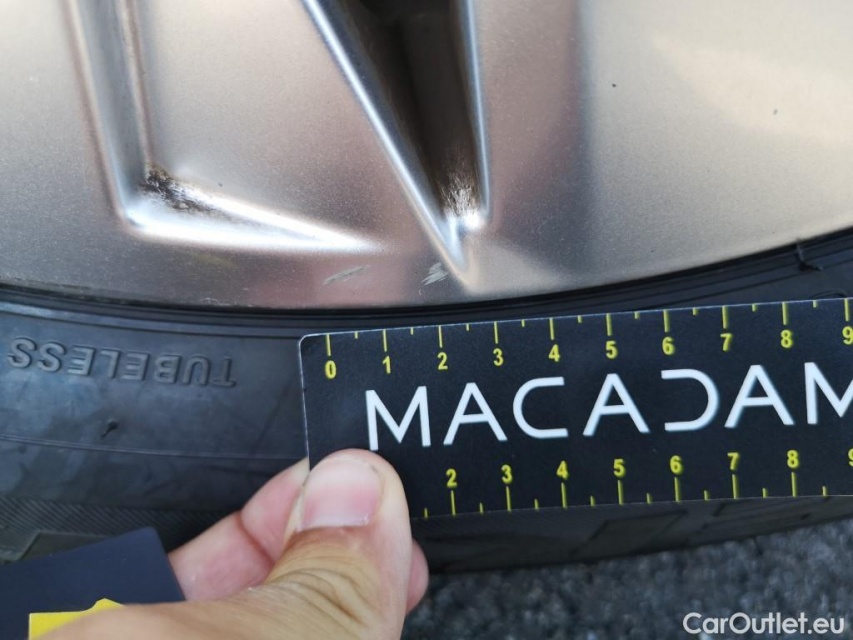 TUBELESS
0 1 2 3 4 5 6 7 8 9
MACADAM
2 3 4 5 6 7 8 9
CarOutlet.eu